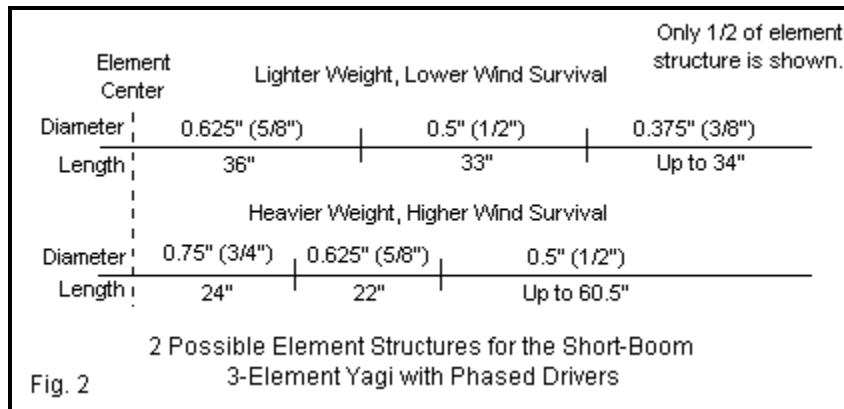 Only 1/2 of element
structure is shown.
Element
Center
Lighter Weight, Lower Wind Survival
Diameter 0.625" (5/8") 0.5" (1/2") 0.375" (3/8")
Length 36" 33" Up to 34"
Heavier Weight, Higher Wind Survival
Diameter 0.75" (3/4") 0.625" (5/8") 0.5" (1/2")
Length 24" 22" Up to 60.5"
2 Possible Element Structures for the Short-Boom
3-Element Yagi with Phased Drivers
Fig. 2